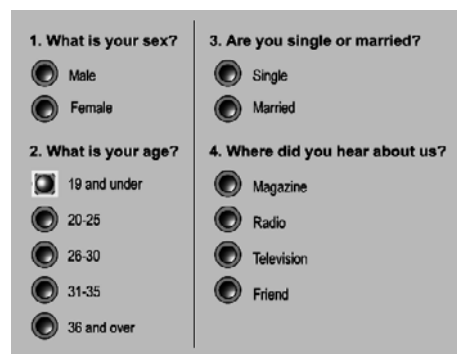 1. What is your sex?
Male
Female
2. What is your age?
19 and under
20-25
26-30
31-35
36 and over
3. Are you single or married?
Single
Married
4. Where did you hear about us?
Magazine
Radio
Television
Friend